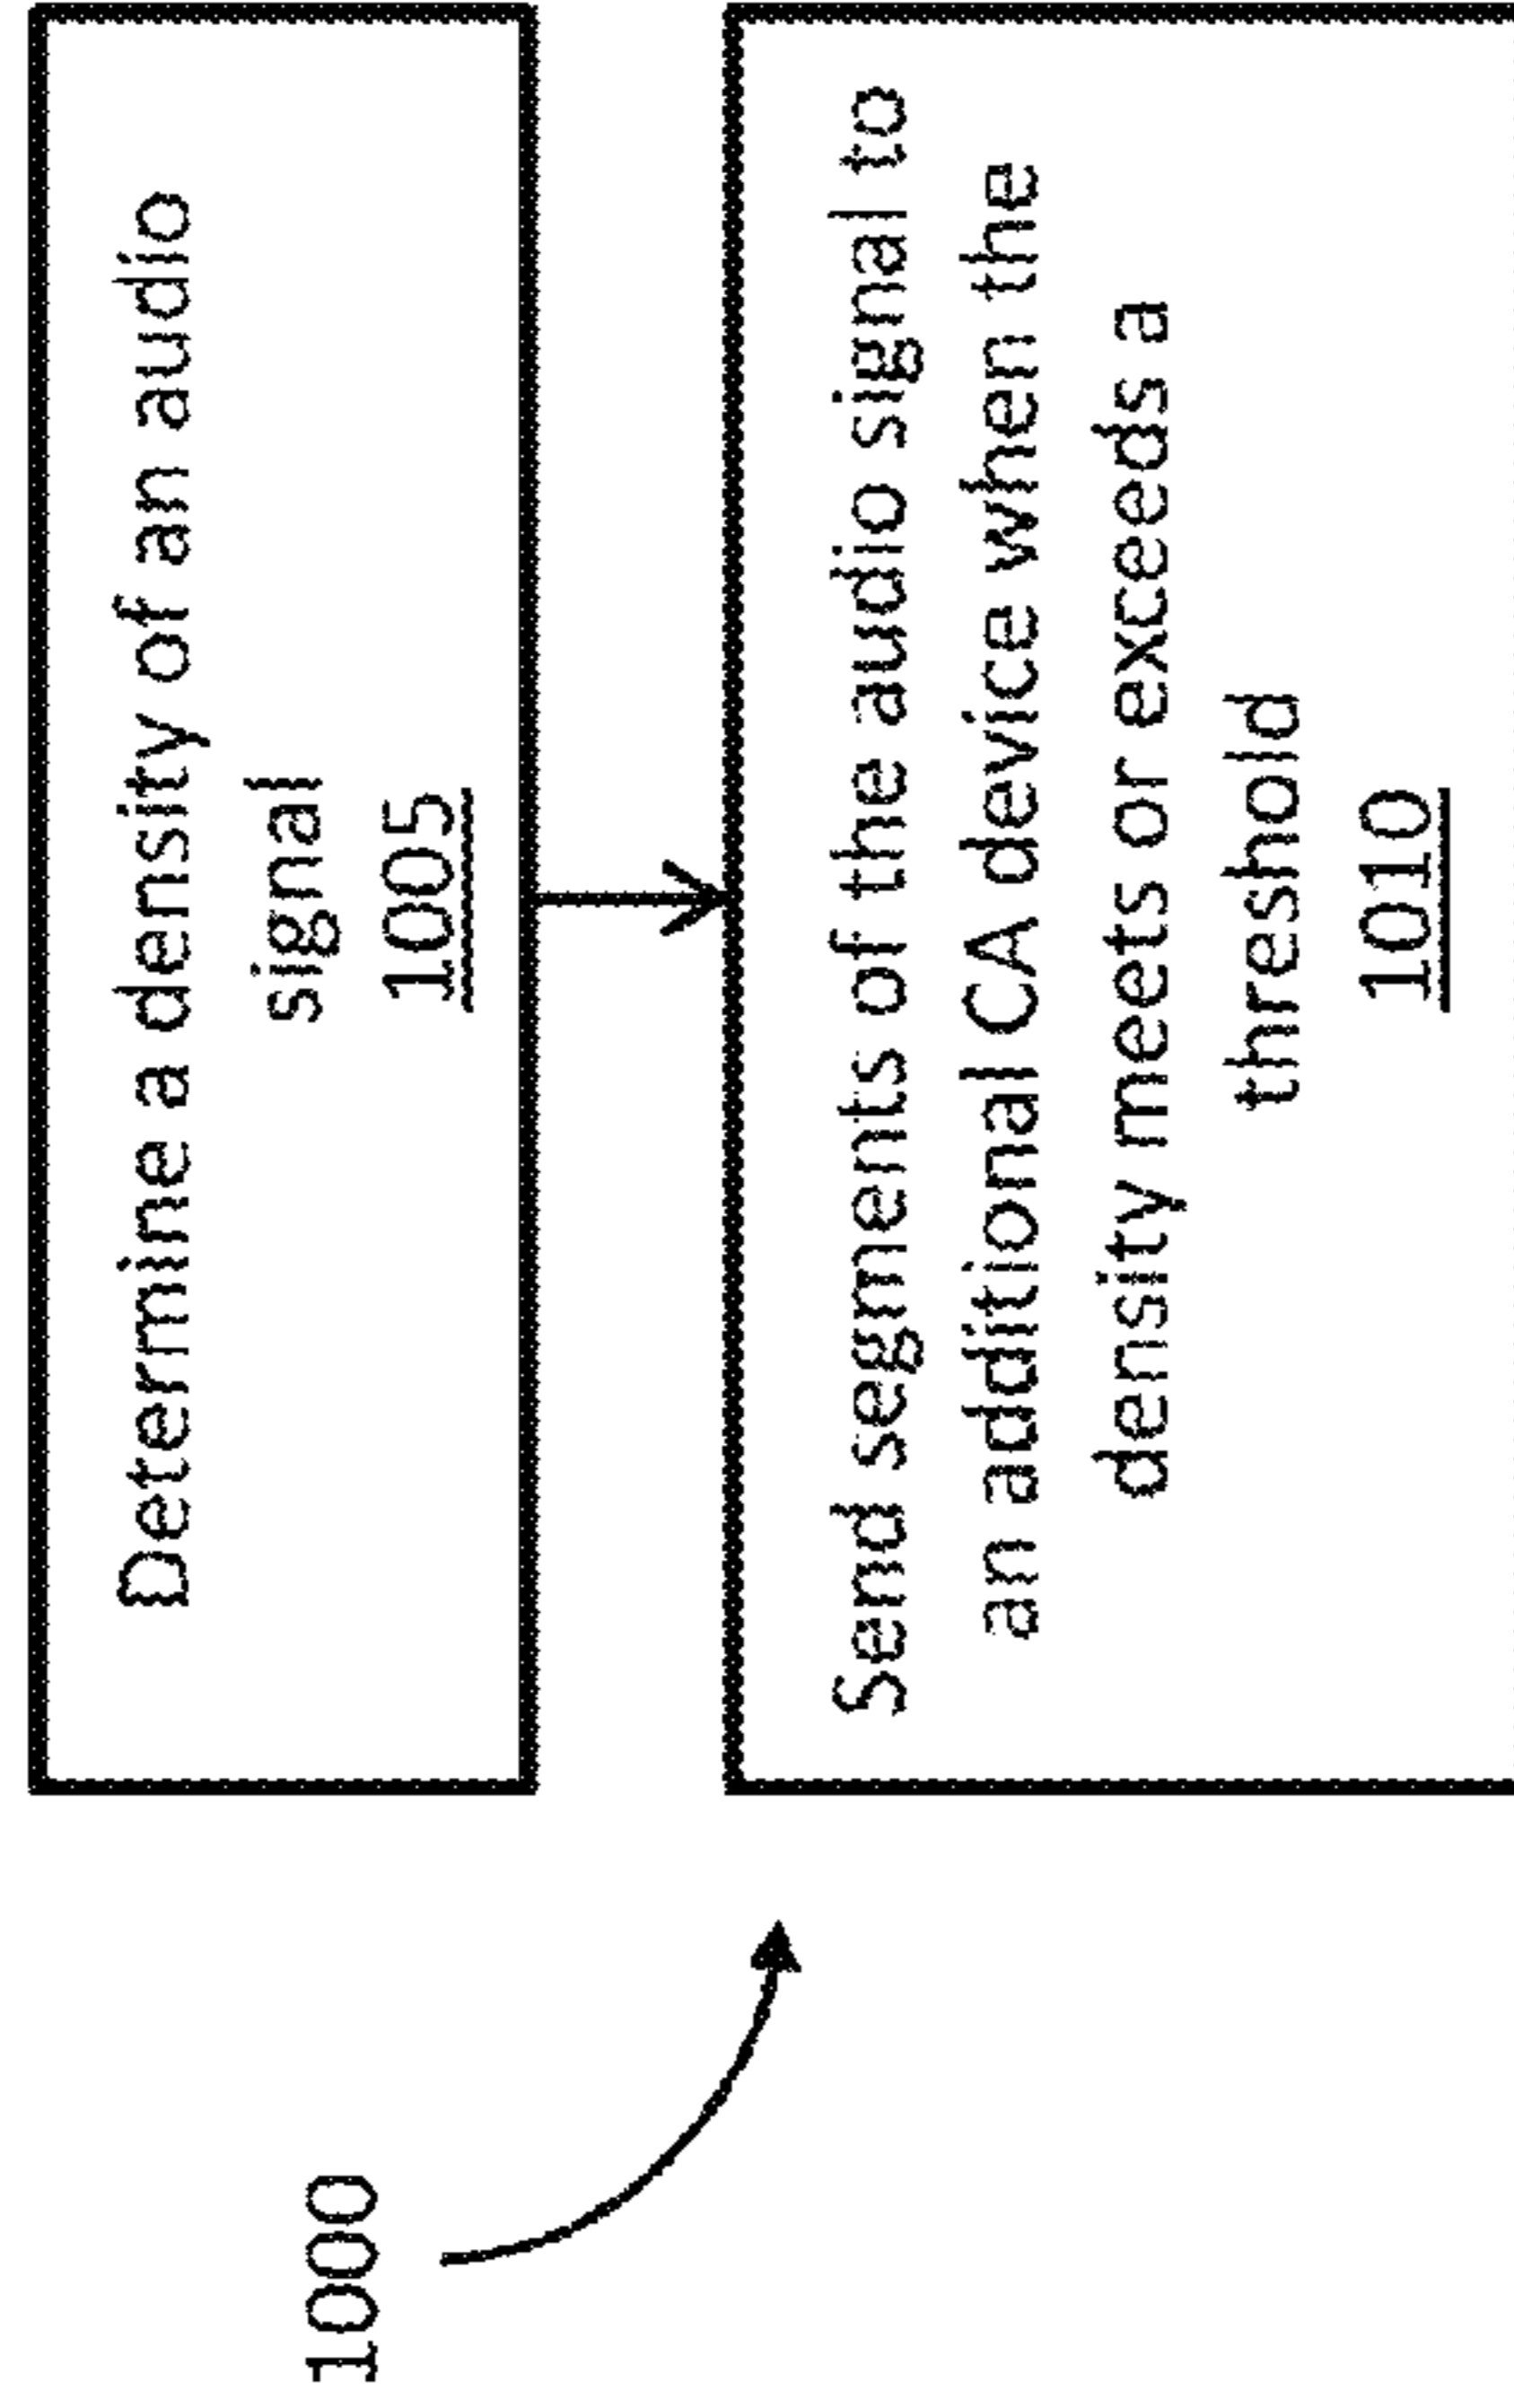 1000
Determine a density of an audio
signal
1005
Send segments of the audio signal to
an additional CA device when the
density meets or exceeds a
threshold
1010